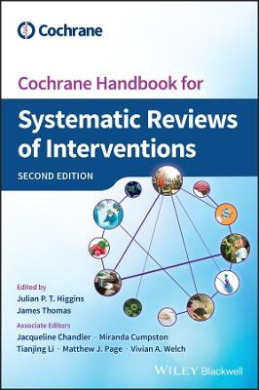 Cochrane
Cochrane Handbook for
Systematic Reviews
of Interventions
SECOND EDITION
Edited by
Julian P. T. Higgins
James Thomas
Associate Editors
Jacqueline Chandler · Miranda Cumpston
Tianjing Li · Matthew J. Page · Vivian A. Welch
WILEY Blackwell